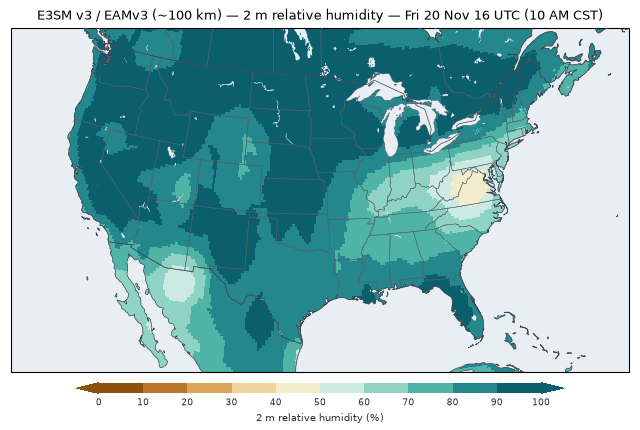 E3SM v3 / EAMv3 (~100 km) — 2 m relative humidity — Fri 20 Nov 16 UTC (10 AM CST)
0 10 20 30 40 50 60 70 80 90 100
2 m relative humidity (%)